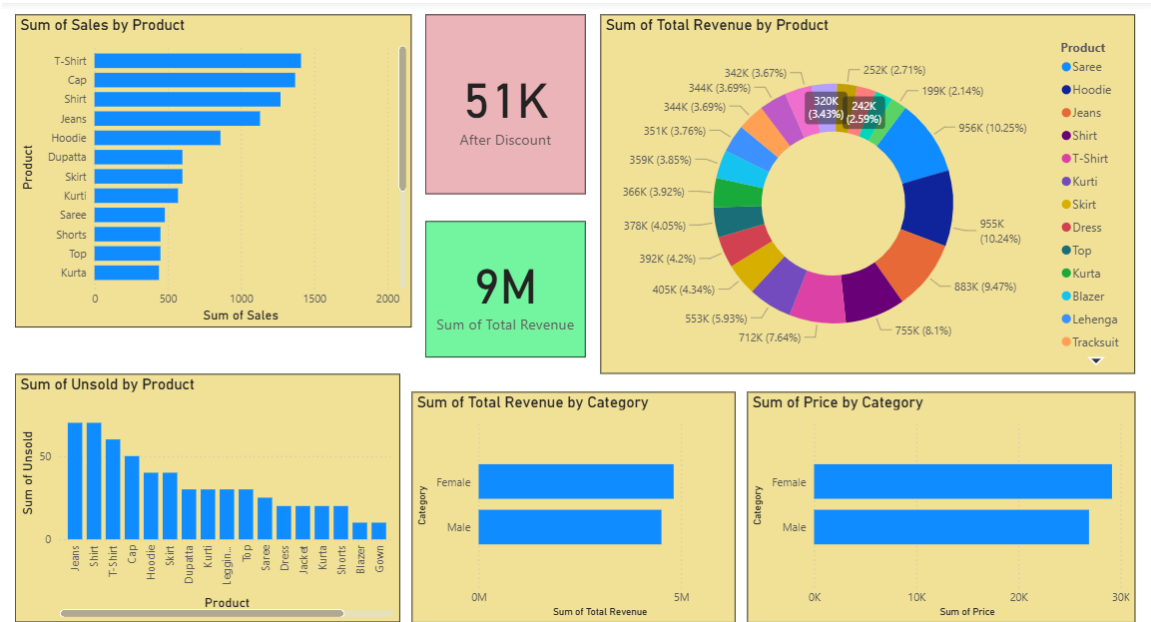 Sum of Sales by Product
Product
T-Shirt
Cap
Shirt
Jeans
Hoodie
Dupatta
Skirt
Kurti
Saree
Shorts
Top
Kurta
0 500 1000 1500 2000
Sum of Sales
51K
After Discount
9M
Sum of Total Revenue
Sum of Total Revenue by Product
342K (3.67%)
344K (3.69%)
344K (3.69%)
351K (3.76%)
359K (3.85%)
366K (3.92%)
378K (4.05%)
392K (4.2%)
405K (4.34%)
553K (5.93%)
712K (7.64%)
320K
(3.43%)
242K
(2.59%)
252K (2.71%)
199K (2.14%)
956K (10.25%)
955K
(10.24%)
883K (9.47%)
755K (8.1%)
Product
Saree
Hoodie
Jeans
Shirt
T-Shirt
Kurti
Skirt
Dress
Top
Kurta
Blazer
Lehenga
Tracksuit
Sum of Unsold by Product
Sum of Unsold
50
0
Jeans
Shirt
T-Shirt
Cap
Hoodie
Skirt
Dupatta
Kurti
Leggin...
Top
Saree
Dress
Jacket
Kurta
Shorts
Blazer
Gown
Product
Sum of Total Revenue by Category
Category
Female
Male
0M 5M
Sum of Total Revenue
Sum of Price by Category
Category
Female
Male
0K 10K 20K 30K
Sum of Price